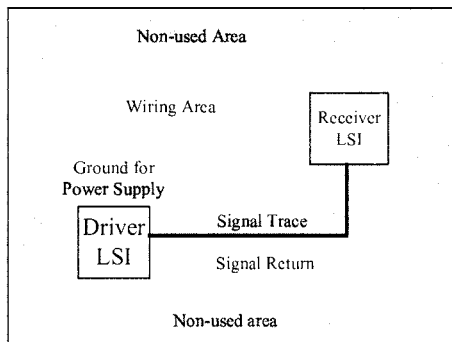 Non-used Area
Wiring Area
Receiver
LSI
Ground for
Power Supply
Driver
LSI
Signal Trace
Signal Return
Non-used area